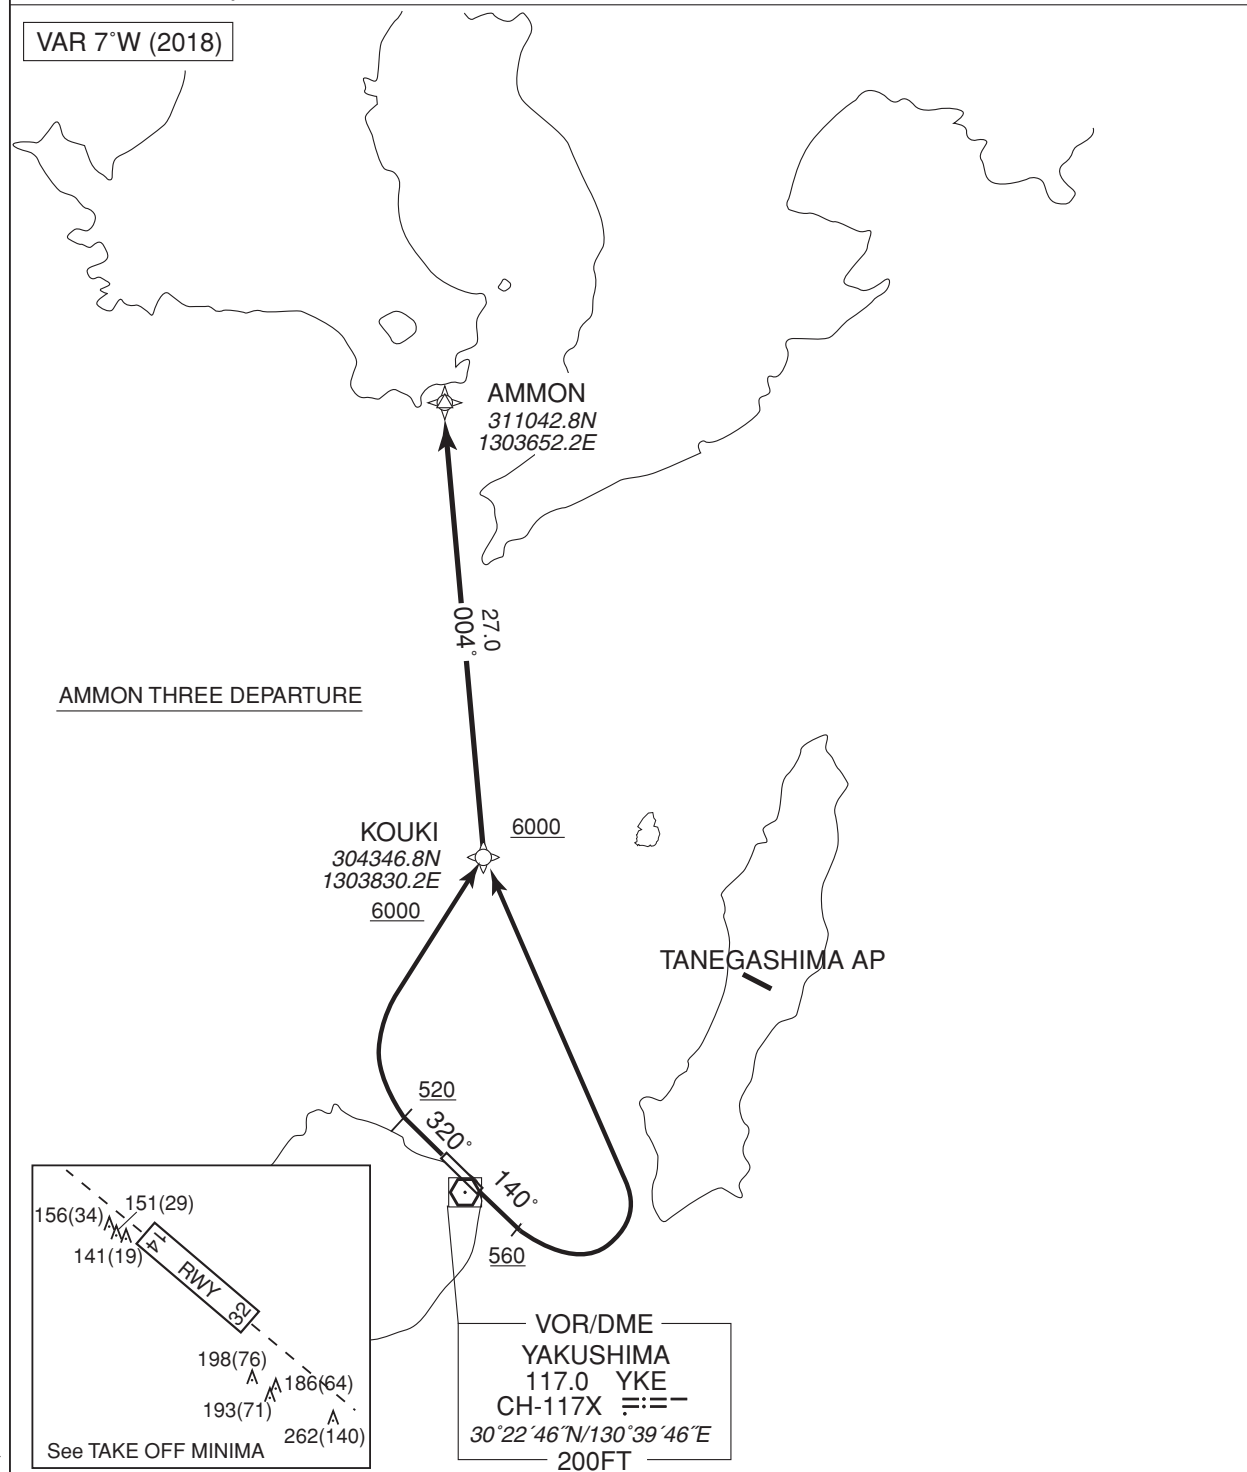 VAR 7˚W (2018)
AMMON
311042.8N
1303652.2E
27.0
004˚
AMMON THREE DEPARTURE
6000
KOUKI
304346.8N
1303830.2E
6000
TANEGASHIMA AP
520
320˚
140˚
560
156(34)
151(29)
141(19)
14
RWY
32
198(76)
186(64)
193(71)
262(140)
See TAKE OFF MINIMA
VOR/DME
YAKUSHIMA
117.0 YKE
CH-117X
30˚22´46˝N/130˚39´46˝E
200FT